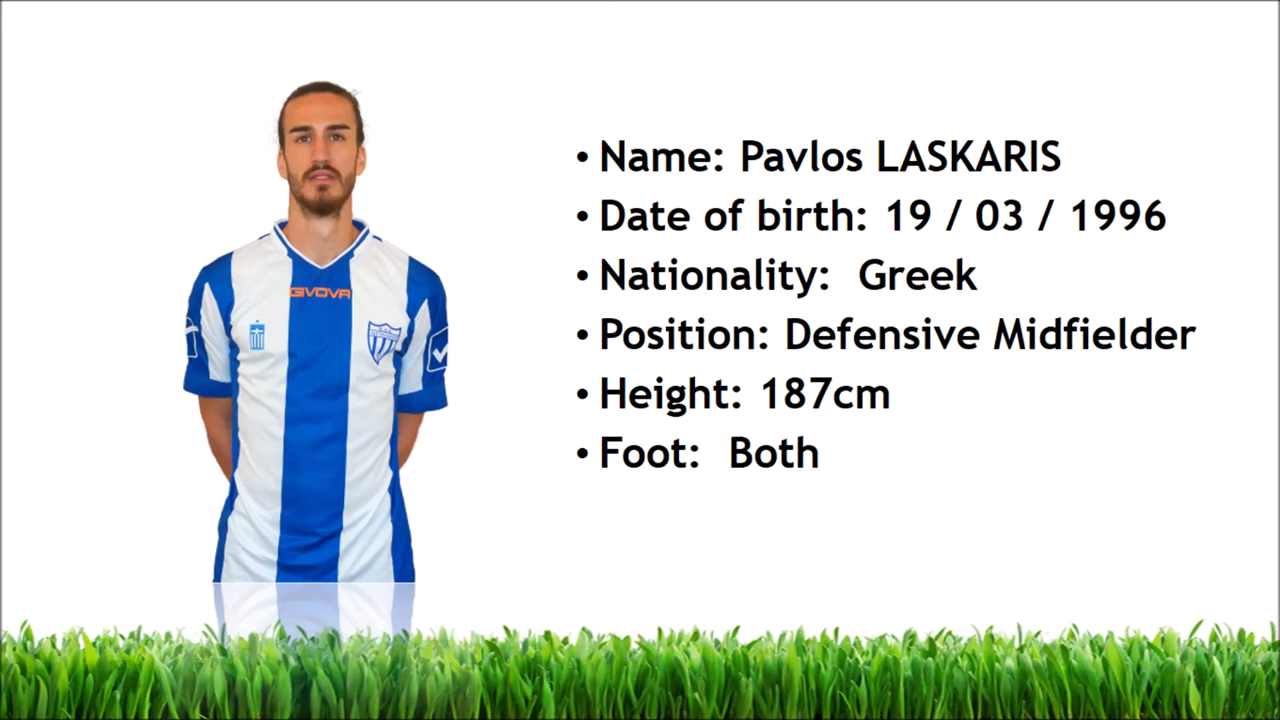 GIVOVA
• Name: Pavlos LASKARIS
• Date of birth: 19 / 03 / 1996
• Nationality:  Greek
• Position: Defensive Midfielder
• Height: 187cm
• Foot:  Both